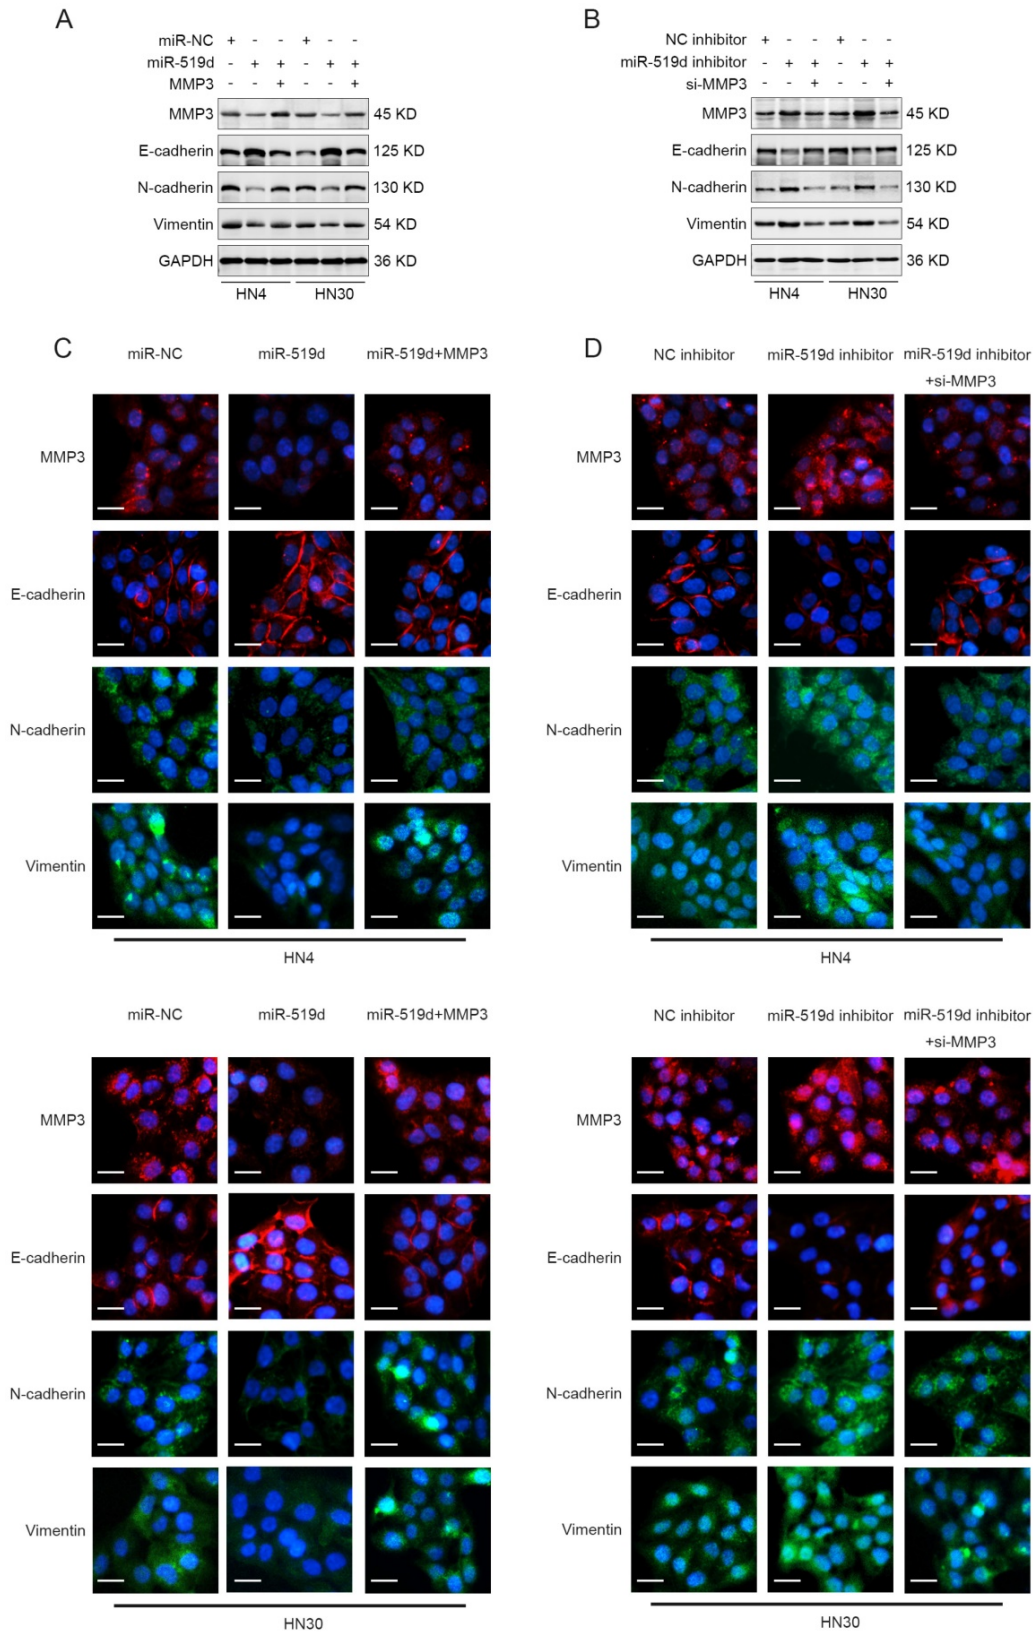 A
miR-NC + - - + - -
miR-519d - + + - + +
MMP3 - - + - - +
MMP3 45 KD
E-cadherin 125 KD
N-cadherin 130 KD
Vimentin 54 KD
GAPDH 36 KD
HN4 HN30
B
NC inhibitor + - - + - -
miR-519d inhibitor - + + - + +
si-MMP3 - - + - - +
MMP3 45 KD
E-cadherin 125 KD
N-cadherin 130 KD
Vimentin 54 KD
GAPDH 36 KD
HN4 HN30
C
miR-NC miR-519d miR-519d+MMP3
MMP3
E-cadherin
N-cadherin
Vimentin
HN4
miR-NC miR-519d miR-519d+MMP3
MMP3
E-cadherin
N-cadherin
Vimentin
HN30
D
NC inhibitor miR-519d inhibitor miR-519d inhibitor
+si-MMP3
MMP3
E-cadherin
N-cadherin
Vimentin
HN4
NC inhibitor miR-519d inhibitor miR-519d inhibitor
+si-MMP3
MMP3
E-cadherin
N-cadherin
Vimentin
HN30